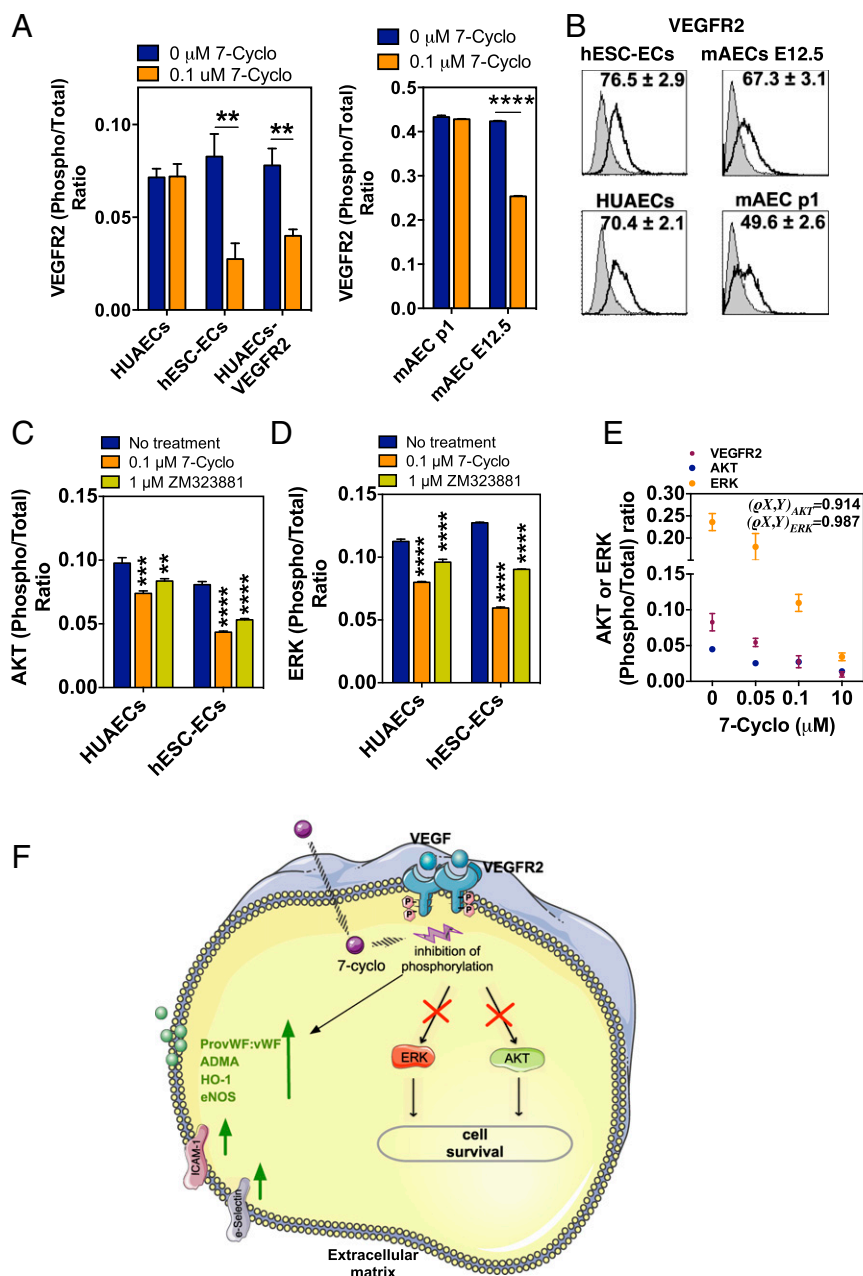 A
0 μM 7-Cyclo
0.1 uM 7-Cyclo
VEGFR2 (Phospho/Total)
Ratio
0.10
0.05
0.00
**
**
HUAECs
hESC-ECs
HUAECs-
VEGFR2
0 μM 7-Cyclo
0.1 μM 7-Cyclo
VEGFR2 (Phospho/Total)
Ratio
0.5
0.4
0.3
0.2
0.1
0.0
****
mAEC p1
mAEC E12.5
B
VEGFR2
hESC-ECs
76.5 ± 2.9
mAECs E12.5
67.3 ± 3.1
HUAECs
70.4 ± 2.1
mAEC p1
49.6 ± 2.6
C
No treatment
0.1 µM 7-Cyclo
1 µM ZM323881
AKT (Phospho/Total)
Ratio
0.15
0.10
0.05
0.00
***
**
****
****
HUAECs
hESC-ECs
D
No treatment
0.1 µM 7-Cyclo
1 µM ZM323881
ERK (Phospho/Total)
Ratio
0.15
0.10
0.05
0.00
****
****
****
****
HUAECs
hESC-ECs
E
VEGFR2
AKT
ERK
(ϱX,Y)AKT=0.914
(ϱX,Y)ERK=0.987
AKT or ERK
(Phospho/Total) ratio
0.30
0.25
0.20
0.15
0.10
0.05
0.00
0
0.05
0.1
10
7-Cyclo (μM)
F
VEGF
VEGFR2
P
P
P
P
7-cyclo
inhibition of
phosphorylation
ProvWF:vWF
ADMA
HO-1
eNOS
ERK
AKT
cell
survival
ICAM-1
e-Selectin
Extracellular
matrix